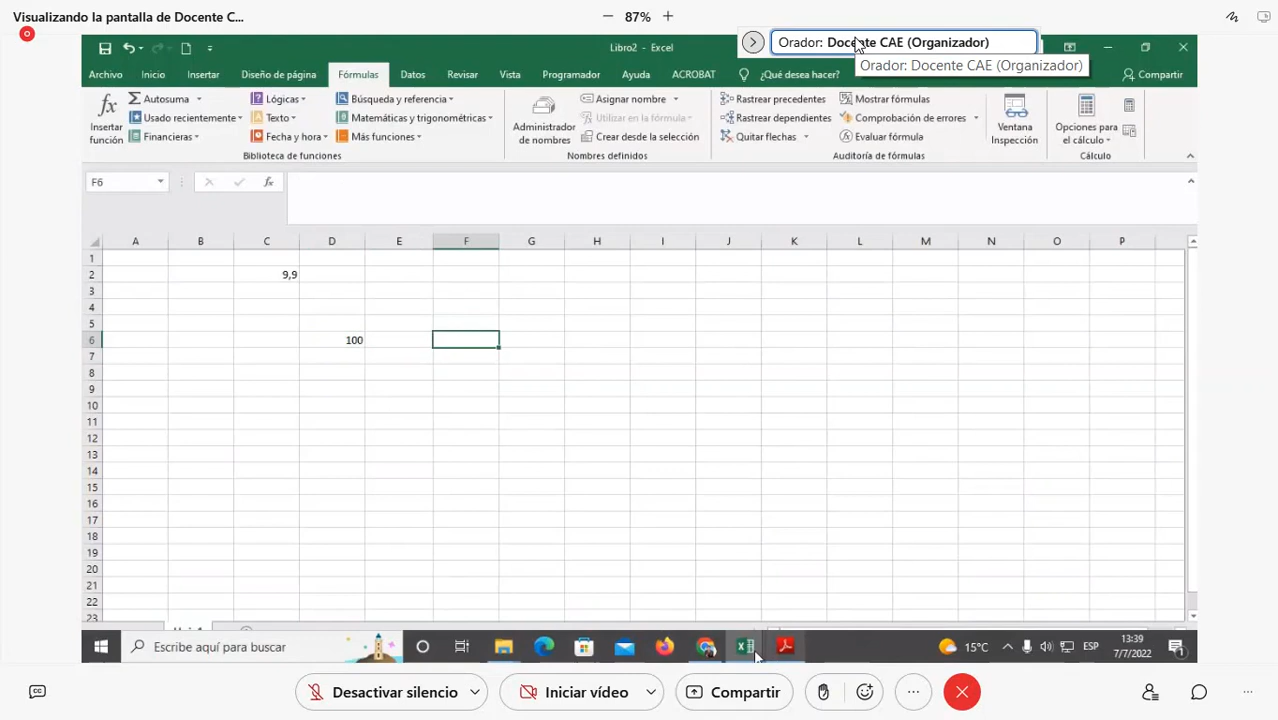 Visualizando la pantalla de Docente C...
87%
Orador: Docente CAE (Organizador)
Orador: Docente CAE (Organizador)
Libro2 - Excel
Archivo Inicio Insertar Diseño de página Fórmulas Datos Revisar Vista Programador Ayuda ACROBAT ¿Qué desea hacer? Compartir
fx Autosuma Lógicas Búsqueda y referencia Asignar nombre Rastrear precedentes Mostrar fórmulas
Insertar función Usado recientemente Texto Matemáticas y trigonométricas Administrador de nombres Utilizar en la fórmula Rastrear dependientes Comprobación de errores Ventana Inspección Opciones para el cálculo
Financieras Fecha y hora Más funciones Crear desde la selección Quitar flechas Evaluar fórmula
Biblioteca de funciones Nombres definidos Auditoría de fórmulas Cálculo
F6 fx
A B C D E F G H I J K L M N O P
1
2 9,9
3
4
5
6 100
7
8
9
10
11
12
13
14
15
16
17
18
19
20
21
22
23
Escribe aquí para buscar 15°C ESP 13:39
7/7/2022 1
CC Desactivar silencio Iniciar vídeo Compartir